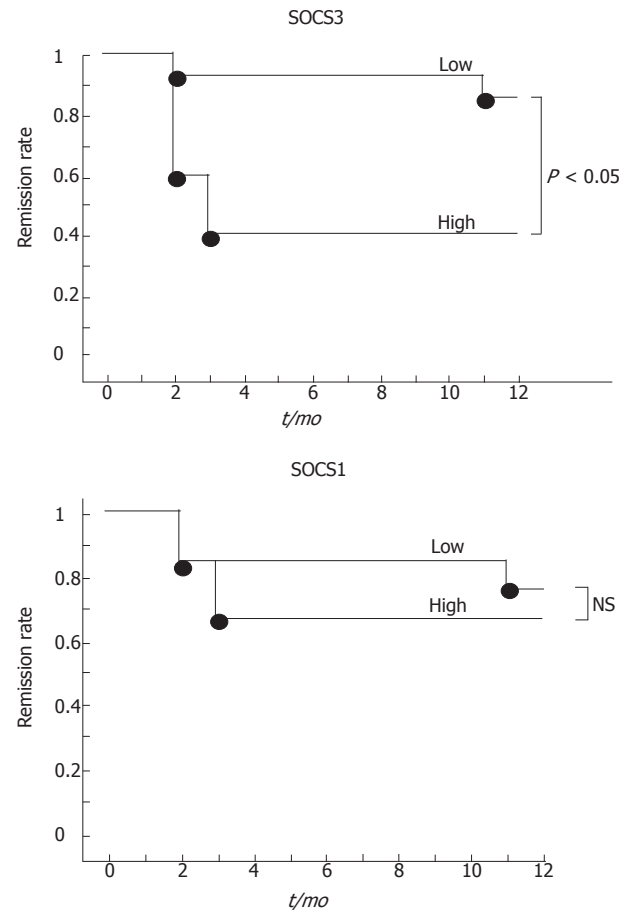 SOCS3
Remission rate
1
0.8
0.6
0.4
0.2
0
Low
High
P < 0.05
0 2 4 6 8 10 12
t/mo
SOCS1
Remission rate
1
0.8
0.6
0.4
0.2
0
Low
High
NS
0 2 4 6 8 10 12
t/mo